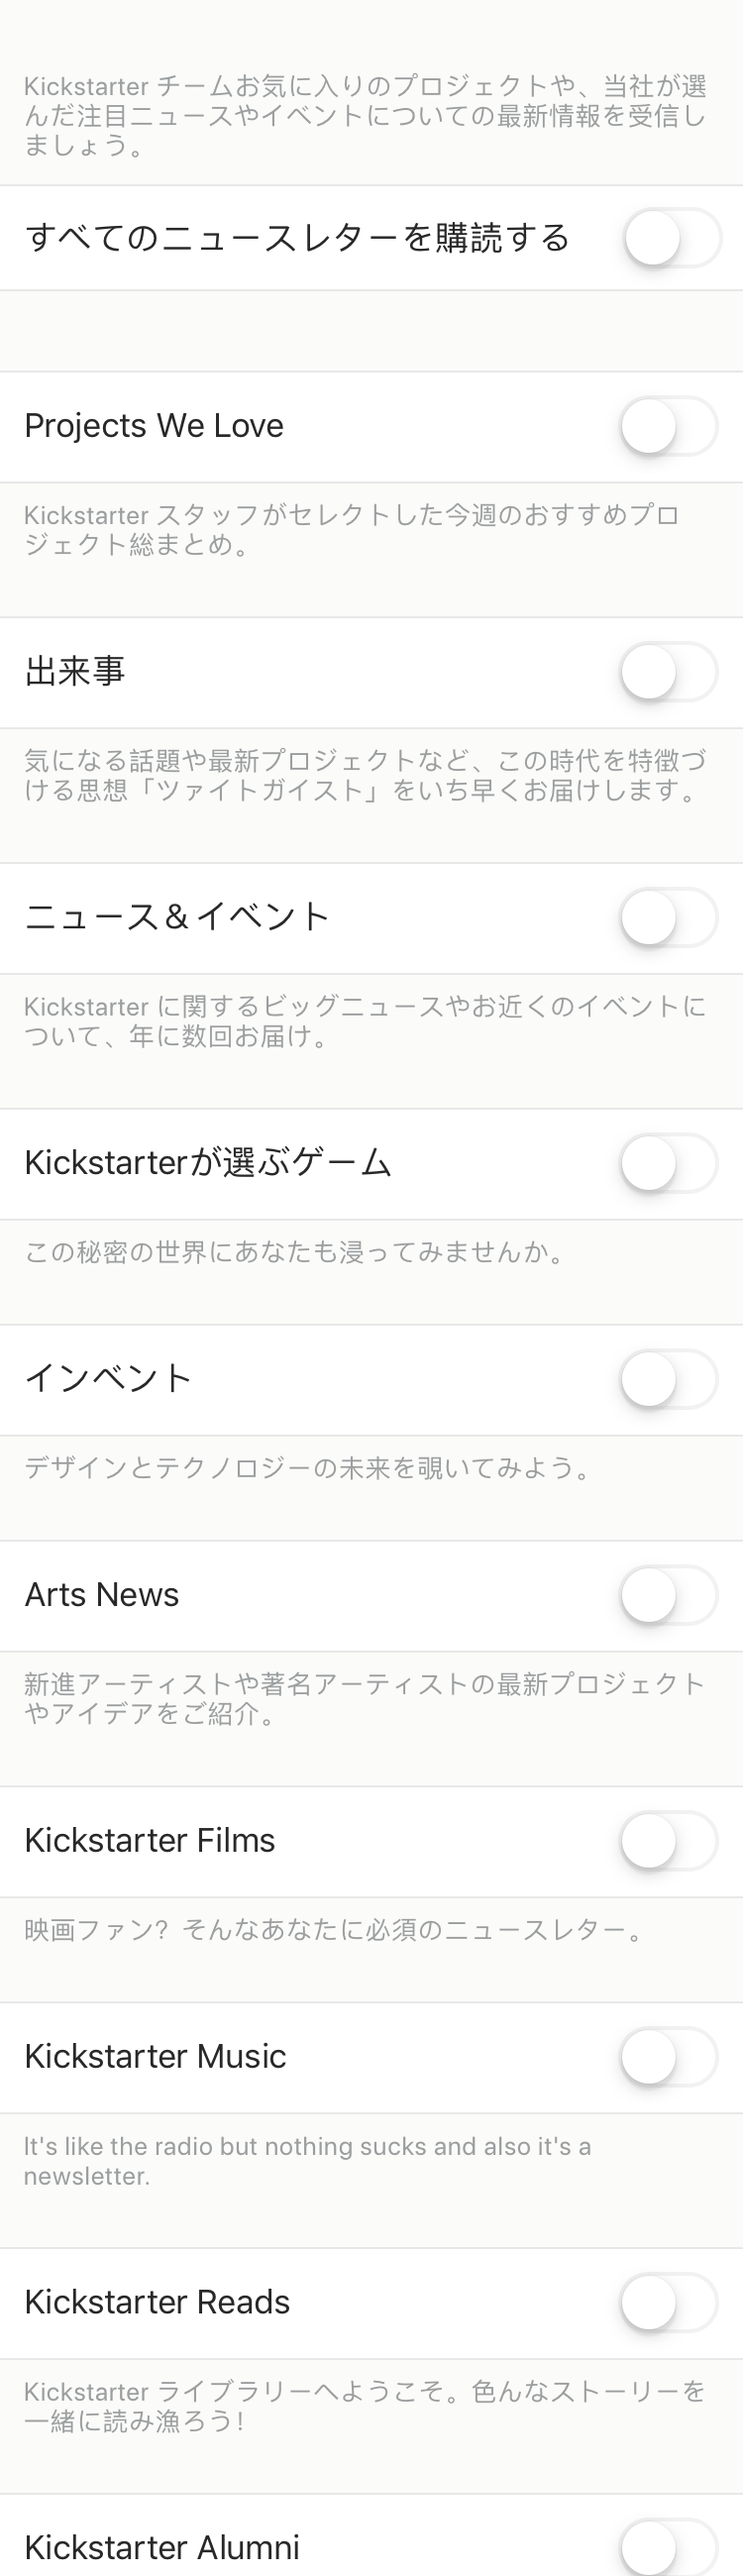 Kickstarter チームお気に入りのプロジェクトや、当社が選
んだ注目ニュースやイベントについての最新情報を受信し
ましょう。
すべてのニュースレターを購読する
Projects We Love
Kickstarter スタッフがセレクトした今週のおすすめプロ
ジェクト総まとめ。
出来事
気になる話題や最新プロジェクトなど、この時代を特徴づ
ける思想「ツァイトガイスト」をいち早くお届けします。
ニュース＆イベント
Kickstarter に関するビッグニュースやお近くのイベントに
ついて、年に数回お届け。
Kickstarterが選ぶゲーム
この秘密の世界にあなたも浸ってみませんか。
インベント
デザインとテクノロジーの未来を覗いてみよう。
Arts News
新進アーティストや著名アーティストの最新プロジェクト
やアイデアをご紹介。
Kickstarter Films
映画ファン？そんなあなたに必須のニュースレター。
Kickstarter Music
It's like the radio but nothing sucks and also it's a
newsletter.
Kickstarter Reads
Kickstarter ライブラリーへようこそ。色んなストーリーを
一緒に読み漁ろう！
Kickstarter Alumni